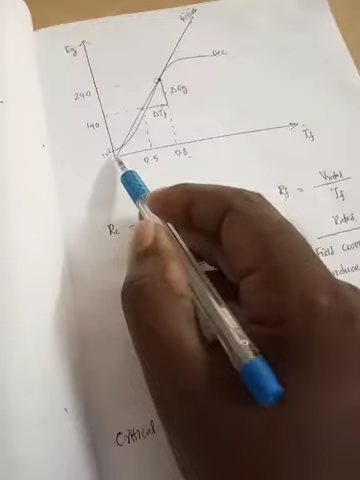 Eg
OCC
240
ΔEg
140
ΔIf
0.5
0.8
If
Rf = Vrated / If
Rc =
Rated
Field curr
Critical